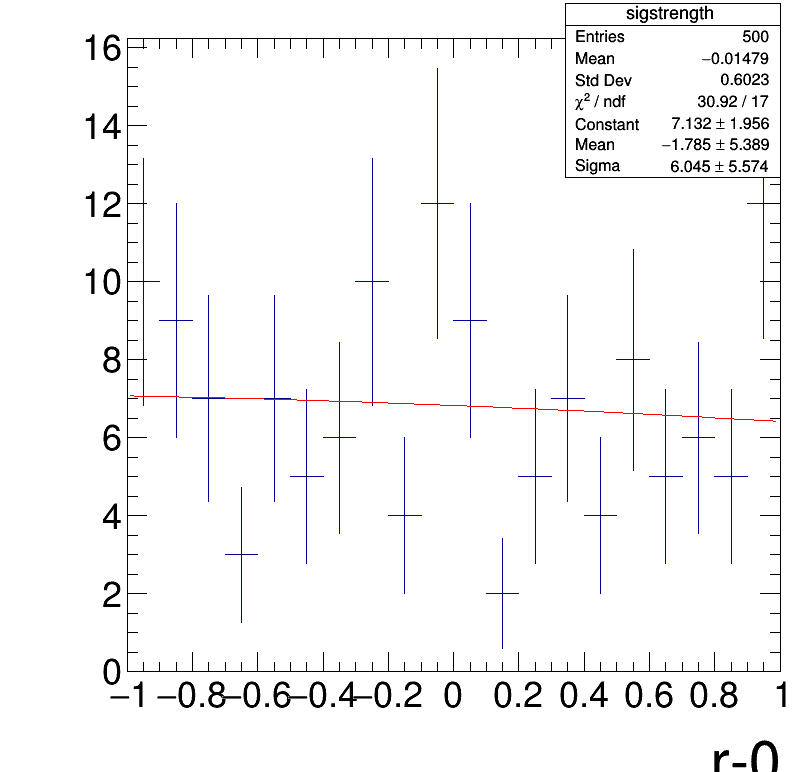 sigstrength
Entries 500
Mean −0.01479
Std Dev 0.6023
χ² / ndf 30.92 / 17
Constant 7.132 ± 1.956
Mean −1.785 ± 5.389
Sigma 6.045 ± 5.574
16
14
12
10
8
6
4
2
0
−1 −0.8 −0.6 −0.4 −0.2 0 0.2 0.4 0.6 0.8 1
r-0